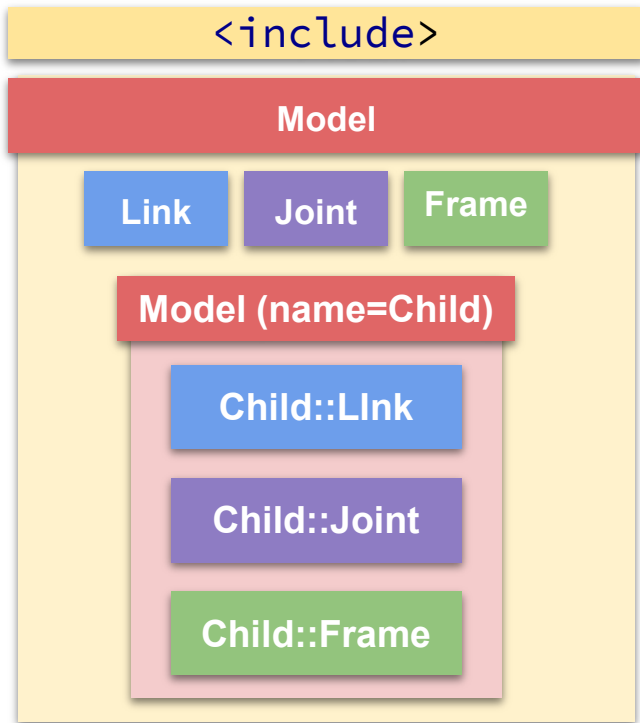 <include>
Model
Link Joint Frame
Model (name=Child)
Child::LInk
Child::Joint
Child::Frame